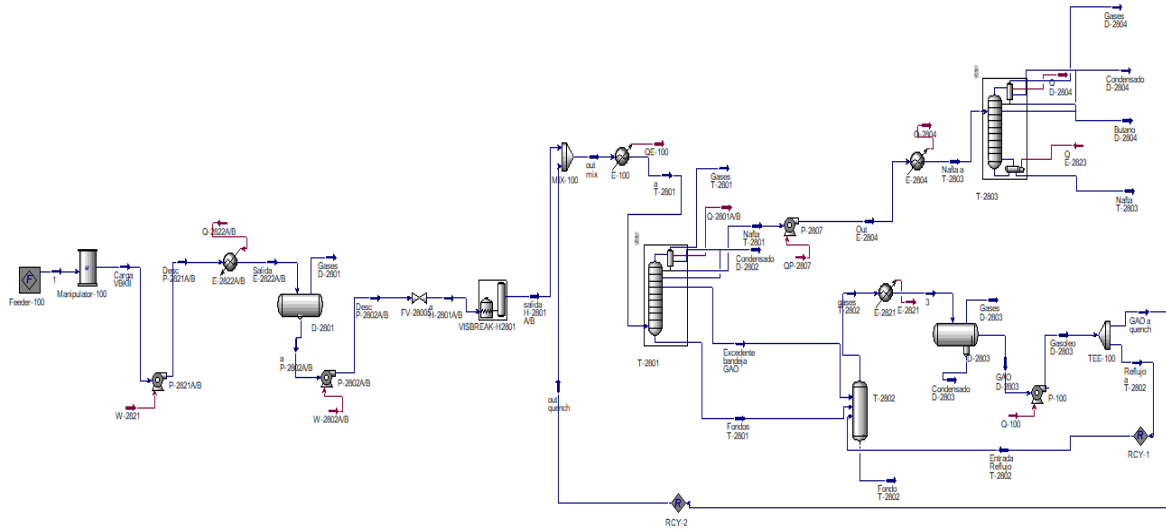 Gases
D-2804
Q
D-2804
Condensado
D-2804
Butano
D-2804
Q
E-2823
Nafta
T-2803
T-2803
Q-2804
E-2804
Nafta a
T-2803
MIX-100
out
mix
QE-100
E-100
a
T-2801
Gases
T-2801
Q-2801A/B
Nafta
T-2801
Condensado
D-2802
P-2807
QP-2807
Out
E-2804
T-2801
Excedente
bandeja
GAO
Fondos
T-2801
gases
T-2802
E-2821
E-2821
3
Gases
D-2803
D-2803
Condensado
D-2803
GAO
D-2803
P-100
Q-100
Gasoleo
D-2803
TEE-100
GAO a
quench
Reflujo
a
T-2802
RCY-1
Entrada
Reflujo
T-2802
T-2802
Fondo
T-2802
RCY-2
out
quench
F
Feeder-100
1
Manipulator-100
Carga
VBKII
P-2821A/B
W-2821
Desc
P-2821A/B
Q-2822A/B
E-2822A/B
Salida
E-2822A/B
Gases
D-2801
D-2801
a
P-2802A/B
P-2802A/B
W-2802A/B
Desc
P-2802A/B
a
H-2801A/B
VISBREAK-H2801
salida
H-2801
A/B
R
R